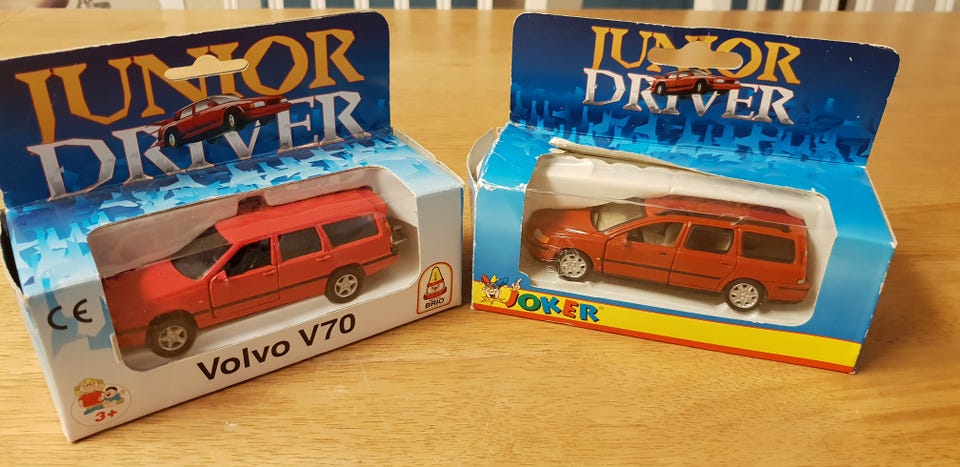 JUNIOR
DRIVER
CE
Volvo V70
BRIO
3+
JUNIOR
DRIVER
JOKER